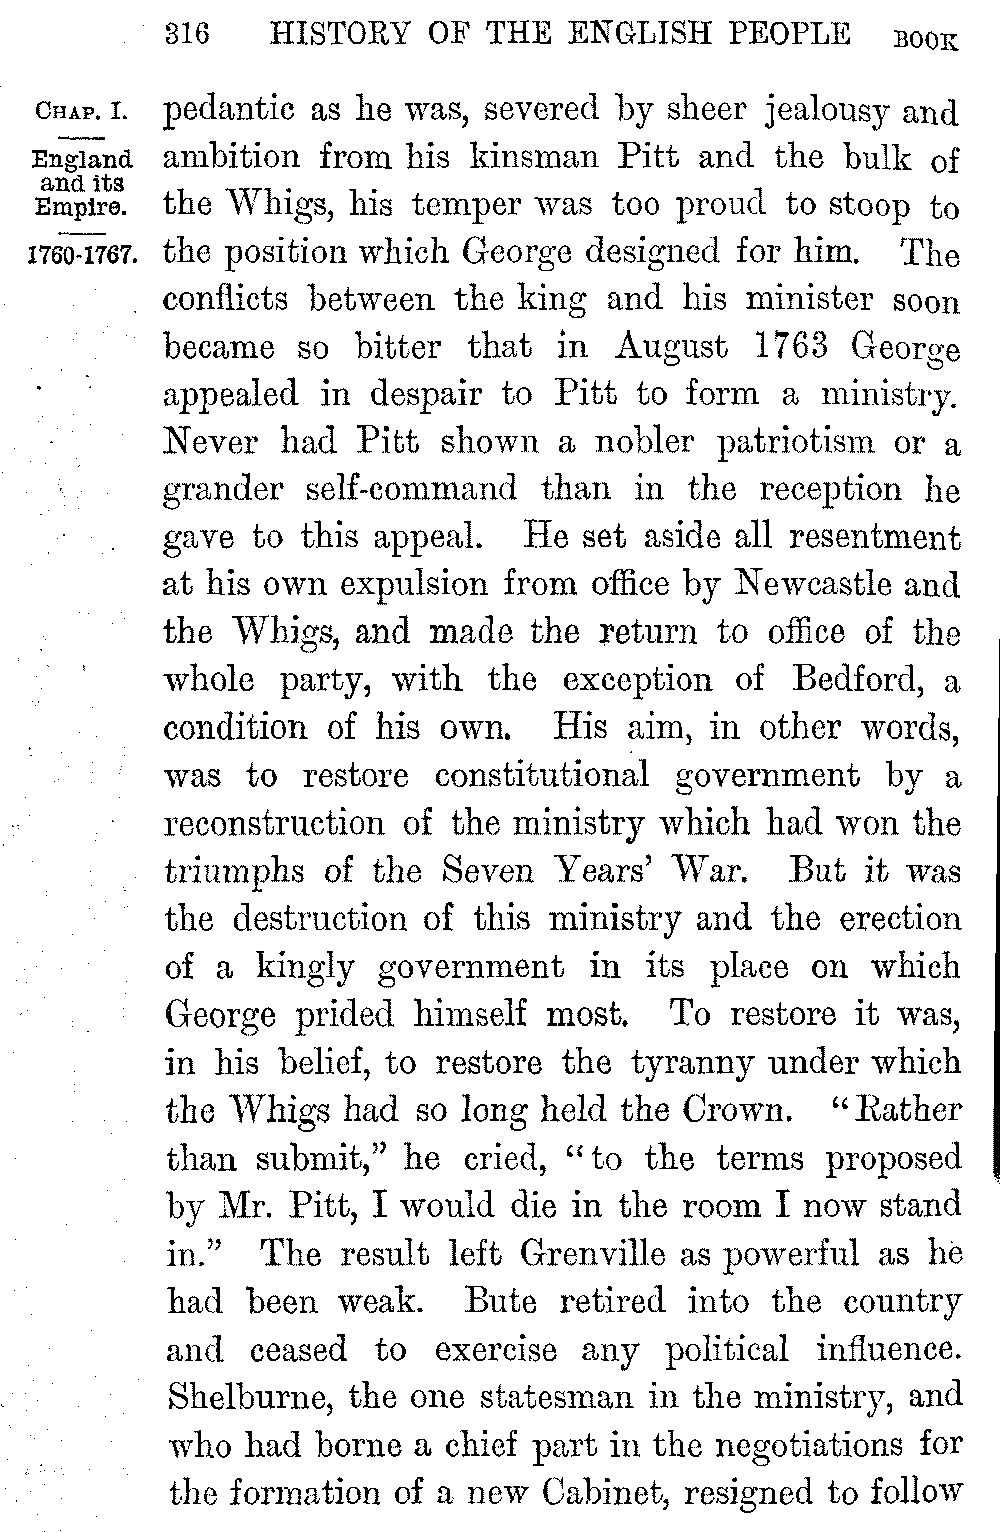 316 HISTORY OF THE ENGLISH PEOPLE BOOK
CHAP. I.
England
and its
Empire.
1760-1767.
pedantic as he was, severed by sheer jealousy and
ambition from his kinsman Pitt and the bulk of
the Whigs, his temper was too proud to stoop to
the position which George designed for him. The
conflicts between the king and his minister soon
became so bitter that in August 1763 George
appealed in despair to Pitt to form a ministry.
Never had Pitt shown a nobler patriotism or a
grander self-command than in the reception he
gave to this appeal. He set aside all resentment
at his own expulsion from office by Newcastle and
the Whigs, and made the return to office of the
whole party, with the exception of Bedford, a
condition of his own. His aim, in other words,
was to restore constitutional government by a
reconstruction of the ministry which had won the
triumphs of the Seven Years' War. But it was
the destruction of this ministry and the erection
of a kingly government in its place on which
George prided himself most. To restore it was,
in his belief, to restore the tyranny under which
the Whigs had so long held the Crown. “Rather
than submit,” he cried, “to the terms proposed
by Mr. Pitt, I would die in the room I now stand
in.” The result left Grenville as powerful as he
had been weak. Bute retired into the country
and ceased to exercise any political influence.
Shelburne, the one statesman in the ministry, and
who had borne a chief part in the negotiations for
the formation of a new Cabinet, resigned to follow